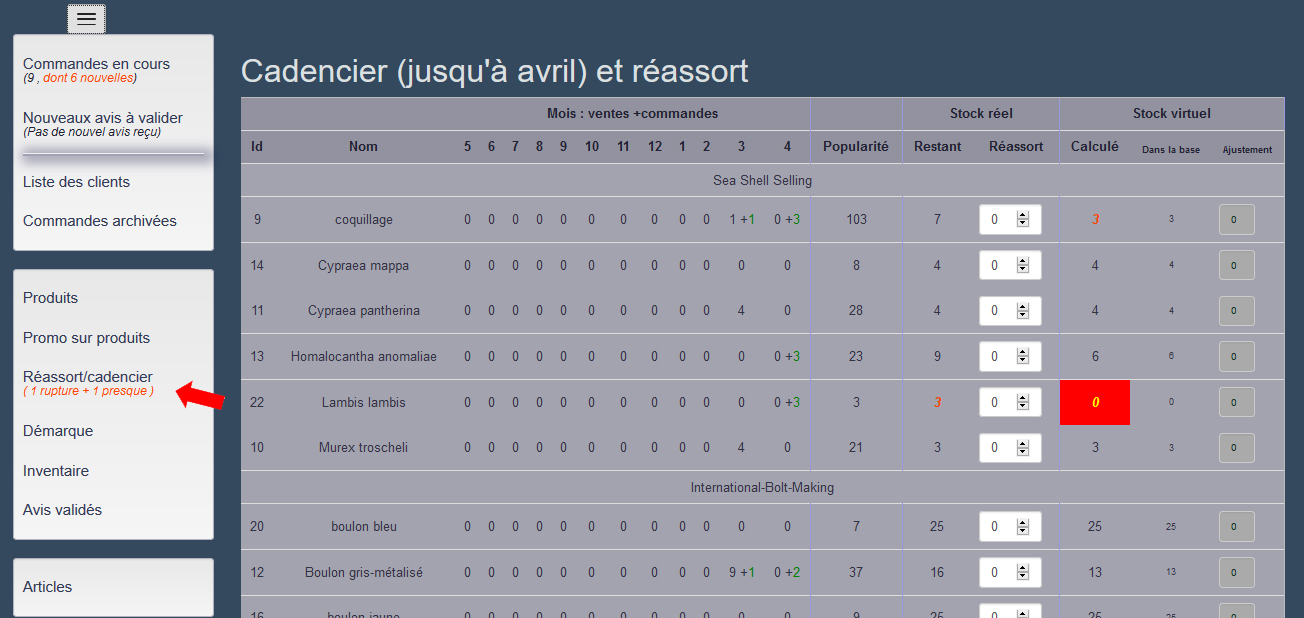 Commandes en cours
(9 , dont 6 nouvelles)
Nouveaux avis à valider
(Pas de nouvel avis reçu)
Liste des clients
Commandes archivées
Produits
Promo sur produits
Réassort/cadencier
( 1 rupture + 1 presque )
Démarque
Inventaire
Avis validés
Articles
Cadencier (jusqu'à avril) et réassort
Mois : ventes +commandes Stock réel Stock virtuel
Id Nom 5 6 7 8 9 10 11 12 1 2 3 4 Popularité Restant Réassort Calculé Dans la base Ajustement
Sea Shell Selling
9 coquillage 0 0 0 0 0 0 0 0 0 0 1 +1 0 +3 103 7 0 3 3 0
14 Cypraea mappa 0 0 0 0 0 0 0 0 0 0 0 0 8 4 0 4 4 0
11 Cypraea pantherina 0 0 0 0 0 0 0 0 0 0 4 0 28 4 0 4 4 0
13 Homalocantha anomaliae 0 0 0 0 0 0 0 0 0 0 0 0 +3 23 9 0 6 6 0
22 Lambis lambis 0 0 0 0 0 0 0 0 0 0 0 0 +3 3 3 0 0 0 0
10 Murex troscheli 0 0 0 0 0 0 0 0 0 0 4 0 21 3 0 3 3 0
International-Bolt-Making
20 boulon bleu 0 0 0 0 0 0 0 0 0 0 0 0 7 25 0 25 25 0
12 Boulon gris-métalisé 0 0 0 0 0 0 0 0 0 0 9 +1 0 +2 37 16 0 13 13 0
16 boulon jaune 0 0 0 0 0 0 0 0 0 0 0 0 9 25 0 25 25 0